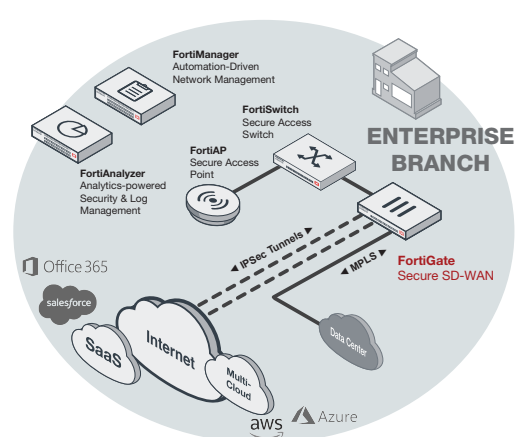 FortiManager
Automation-Driven
Network Management
FortiSwitch
Secure Access
Switch
ENTERPRISE
BRANCH
FortiAP
Secure Access
Point
FortiAnalyzer
Analytics-powered
Security & Log
Management
◄ IPSec Tunnels ►
◄ MPLS ►
FortiGate
Secure SD-WAN
Office 365
salesforce
SaaS
Internet
Multi-
Cloud
Data Center
aws
Azure